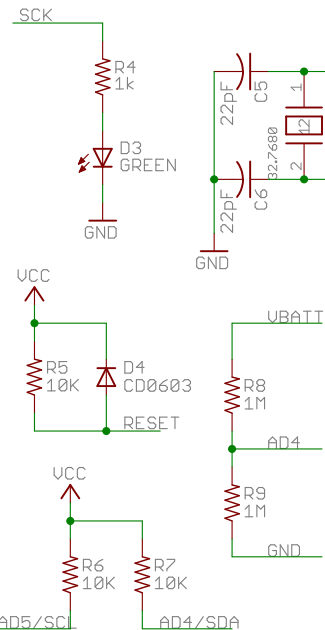 SCK
R4
1k
D3
GREEN
GND
22pF
C5
22pF
C6
1
2
32.7680
GND
VCC
R5
10K
D4
CD0603
RESET
VBATT
R8
1M
AD4
R9
1M
GND
VCC
R6
10K
R7
10K
AD5/SCL
AD4/SDA